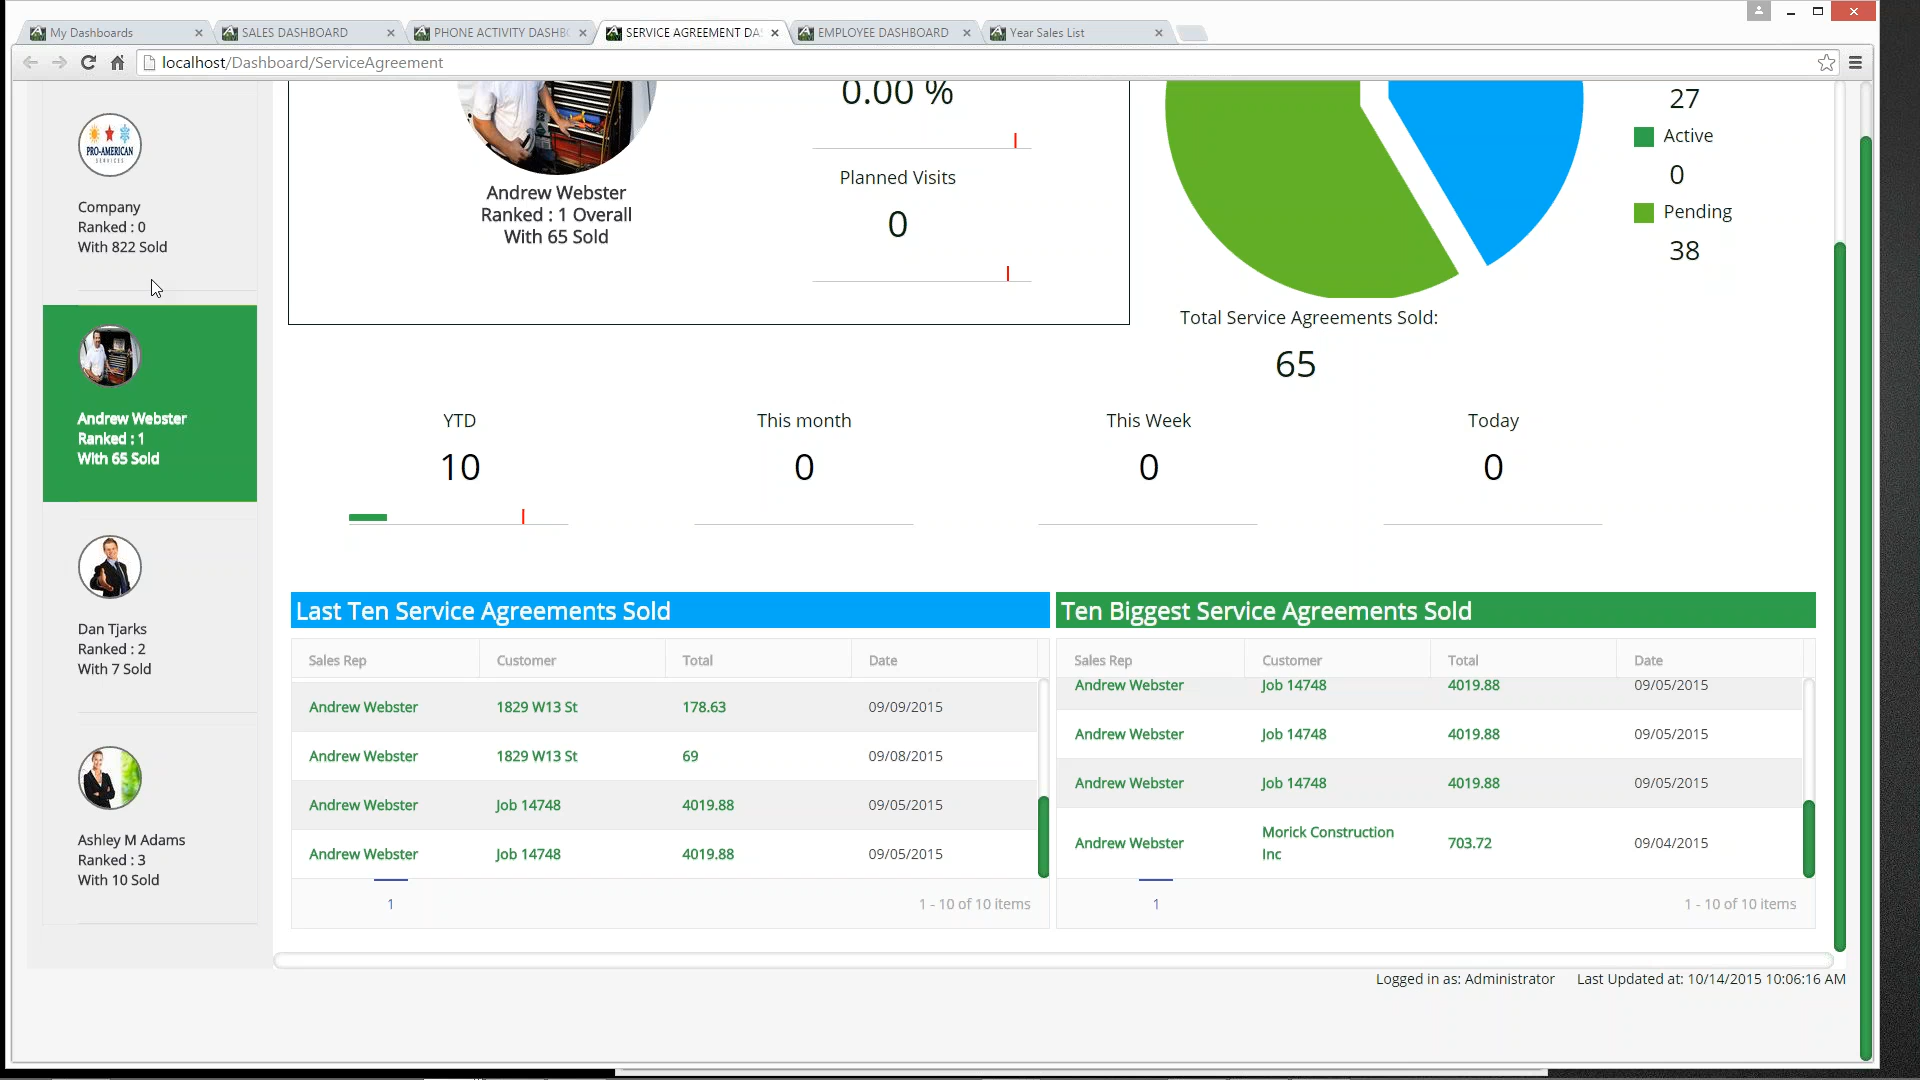 My Dashboards
SALES DASHBOARD
PHONE ACTIVITY DASHBC
SERVICE AGREEMENT DA
EMPLOYEE DASHBOARD
Year Sales List
localhost/Dashboard/ServiceAgreement
PRO-AMERICAN
SERVICES
Company
Ranked : 0
With 822 Sold
Andrew Webster
Ranked : 1
With 65 Sold
Dan Tjarks
Ranked : 2
With 7 Sold
Ashley M Adams
Ranked : 3
With 10 Sold
Andrew Webster
Ranked : 1 Overall
With 65 Sold
0.00 %
Planned Visits
0
27
Active
0
Pending
38
Total Service Agreements Sold:
65
YTD
10
This month
0
This Week
0
Today
0
Last Ten Service Agreements Sold
Sales Rep Customer Total Date
Andrew Webster 1829 W13 St 178.63 09/09/2015
Andrew Webster 1829 W13 St 69 09/08/2015
Andrew Webster Job 14748 4019.88 09/05/2015
Andrew Webster Job 14748 4019.88 09/05/2015
1 1 - 10 of 10 items
Ten Biggest Service Agreements Sold
Sales Rep Customer Total Date
Andrew Webster Job 14748 4019.88 09/05/2015
Andrew Webster Job 14748 4019.88 09/05/2015
Andrew Webster Job 14748 4019.88 09/05/2015
Andrew Webster Morick Construction Inc 703.72 09/04/2015
1 1 - 10 of 10 items
Logged in as: Administrator Last Updated at: 10/14/2015 10:06:16 AM